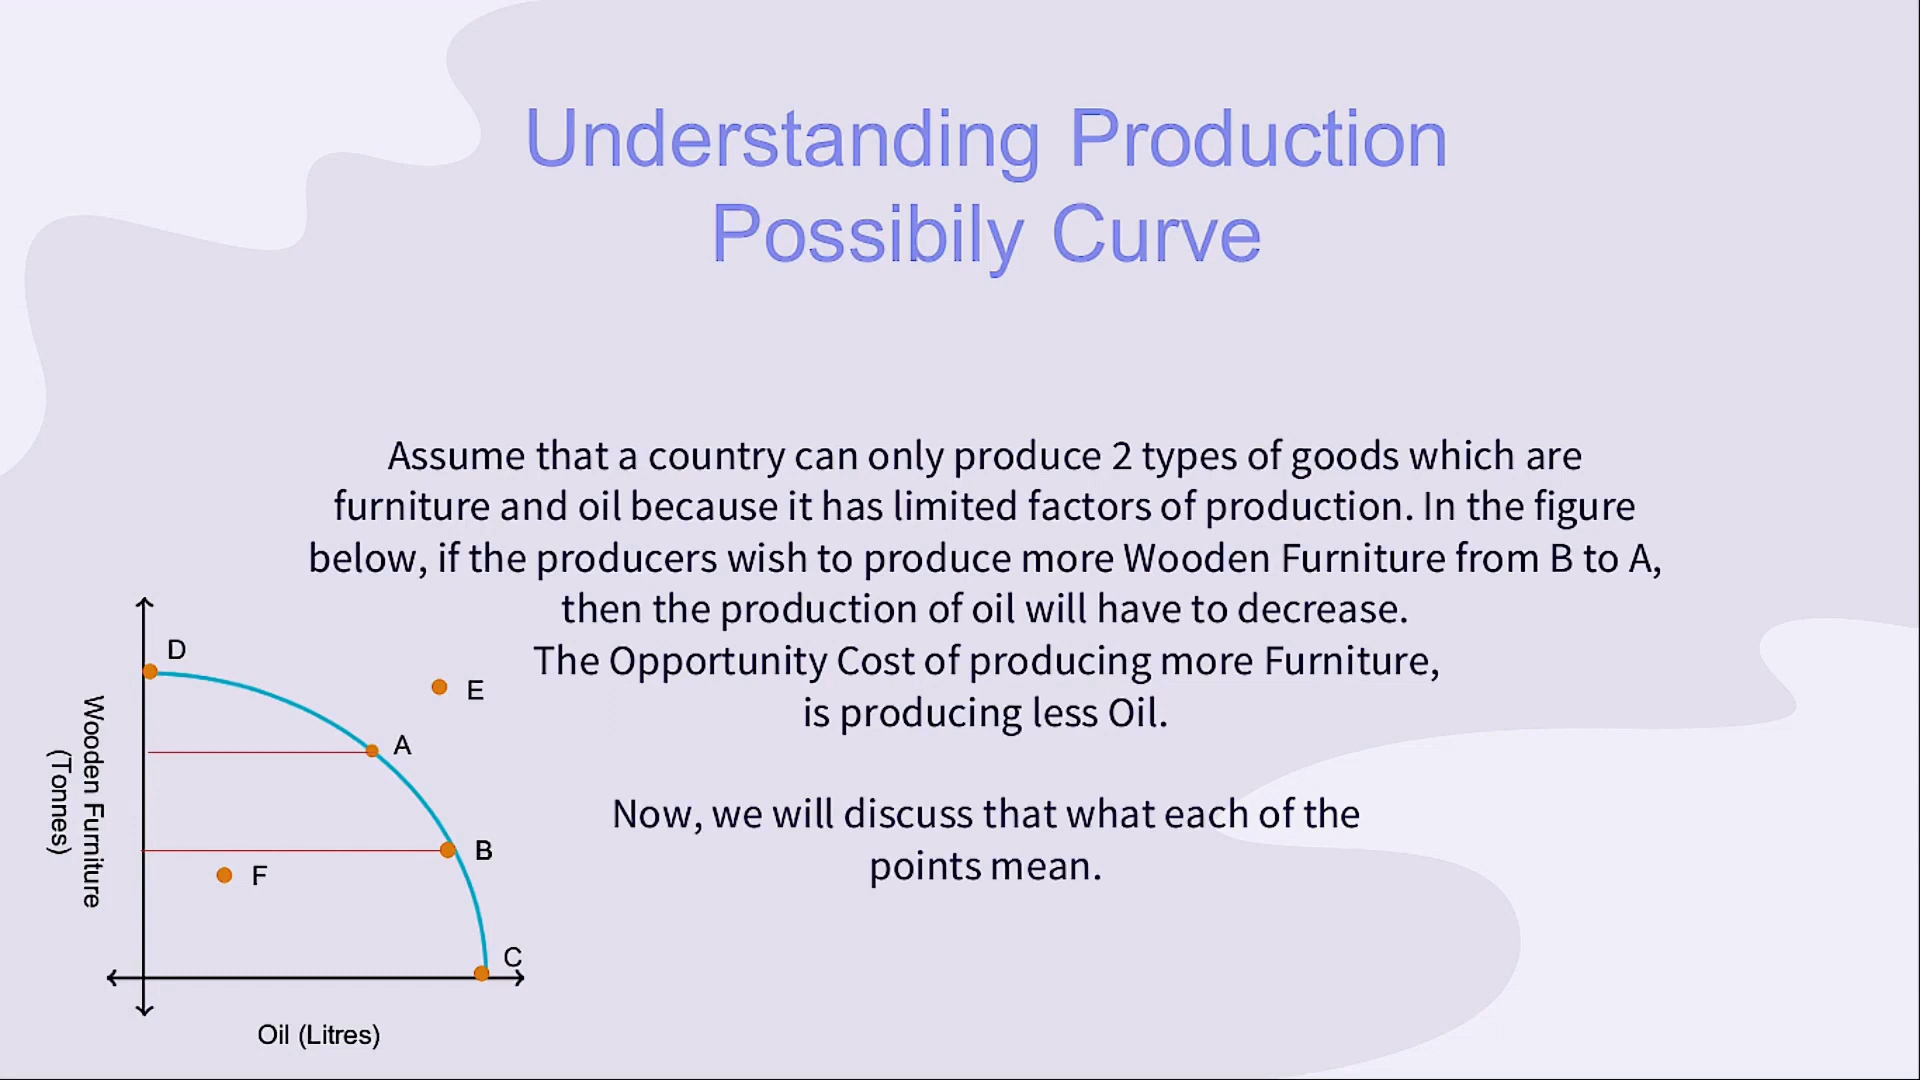 Understanding Production
Possibily Curve
Assume that a country can only produce 2 types of goods which are
furniture and oil because it has limited factors of production. In the figure
below, if the producers wish to produce more Wooden Furniture from B to A,
then the production of oil will have to decrease.
The Opportunity Cost of producing more Furniture,
is producing less Oil.
Now, we will discuss that what each of the
points mean.
D
E
A
B
F
C
Wooden Furniture
(Tonnes)
Oil (Litres)